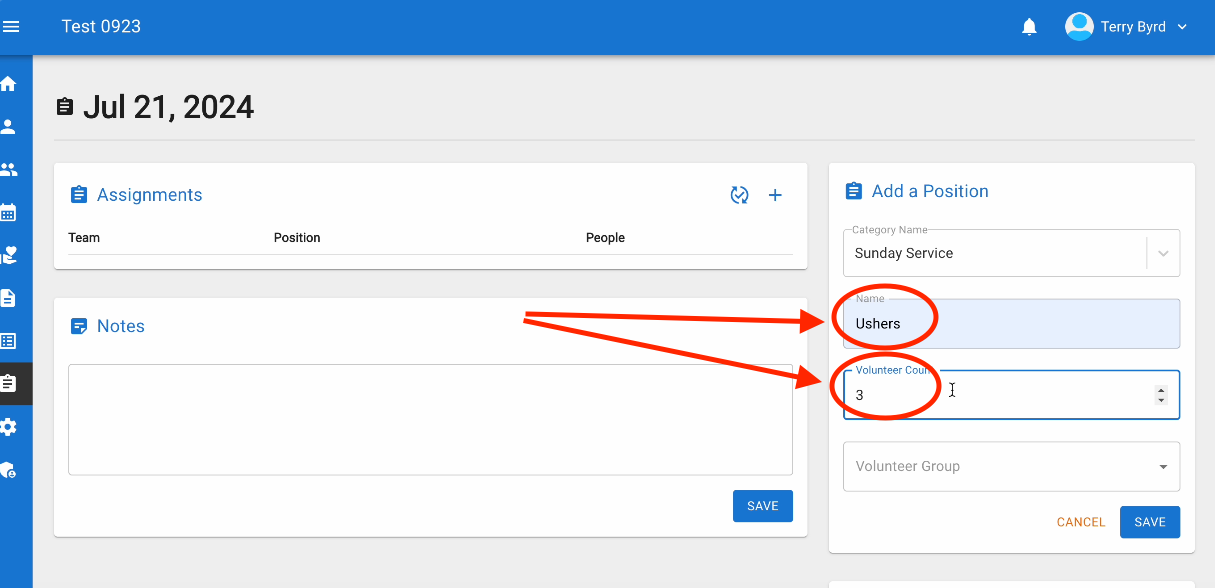 Test 0923
Terry Byrd
Jul 21, 2024
Assignments
Team Position People
Notes
SAVE
Add a Position
Category Name
Sunday Service
Name
Ushers
Volunteer Coun
3
Volunteer Group
CANCEL SAVE